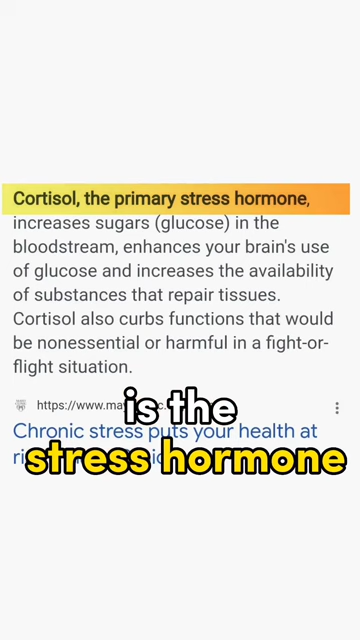 Cortisol, the primary stress hormone,
increases sugars (glucose) in the
bloodstream, enhances your brain's use
of glucose and increases the availability
of substances that repair tissues.
Cortisol also curbs functions that would
be nonessential or harmful in a fight-or-
flight situation.
https://www.may
is the
Chronic stress puts your health at
stress hormone